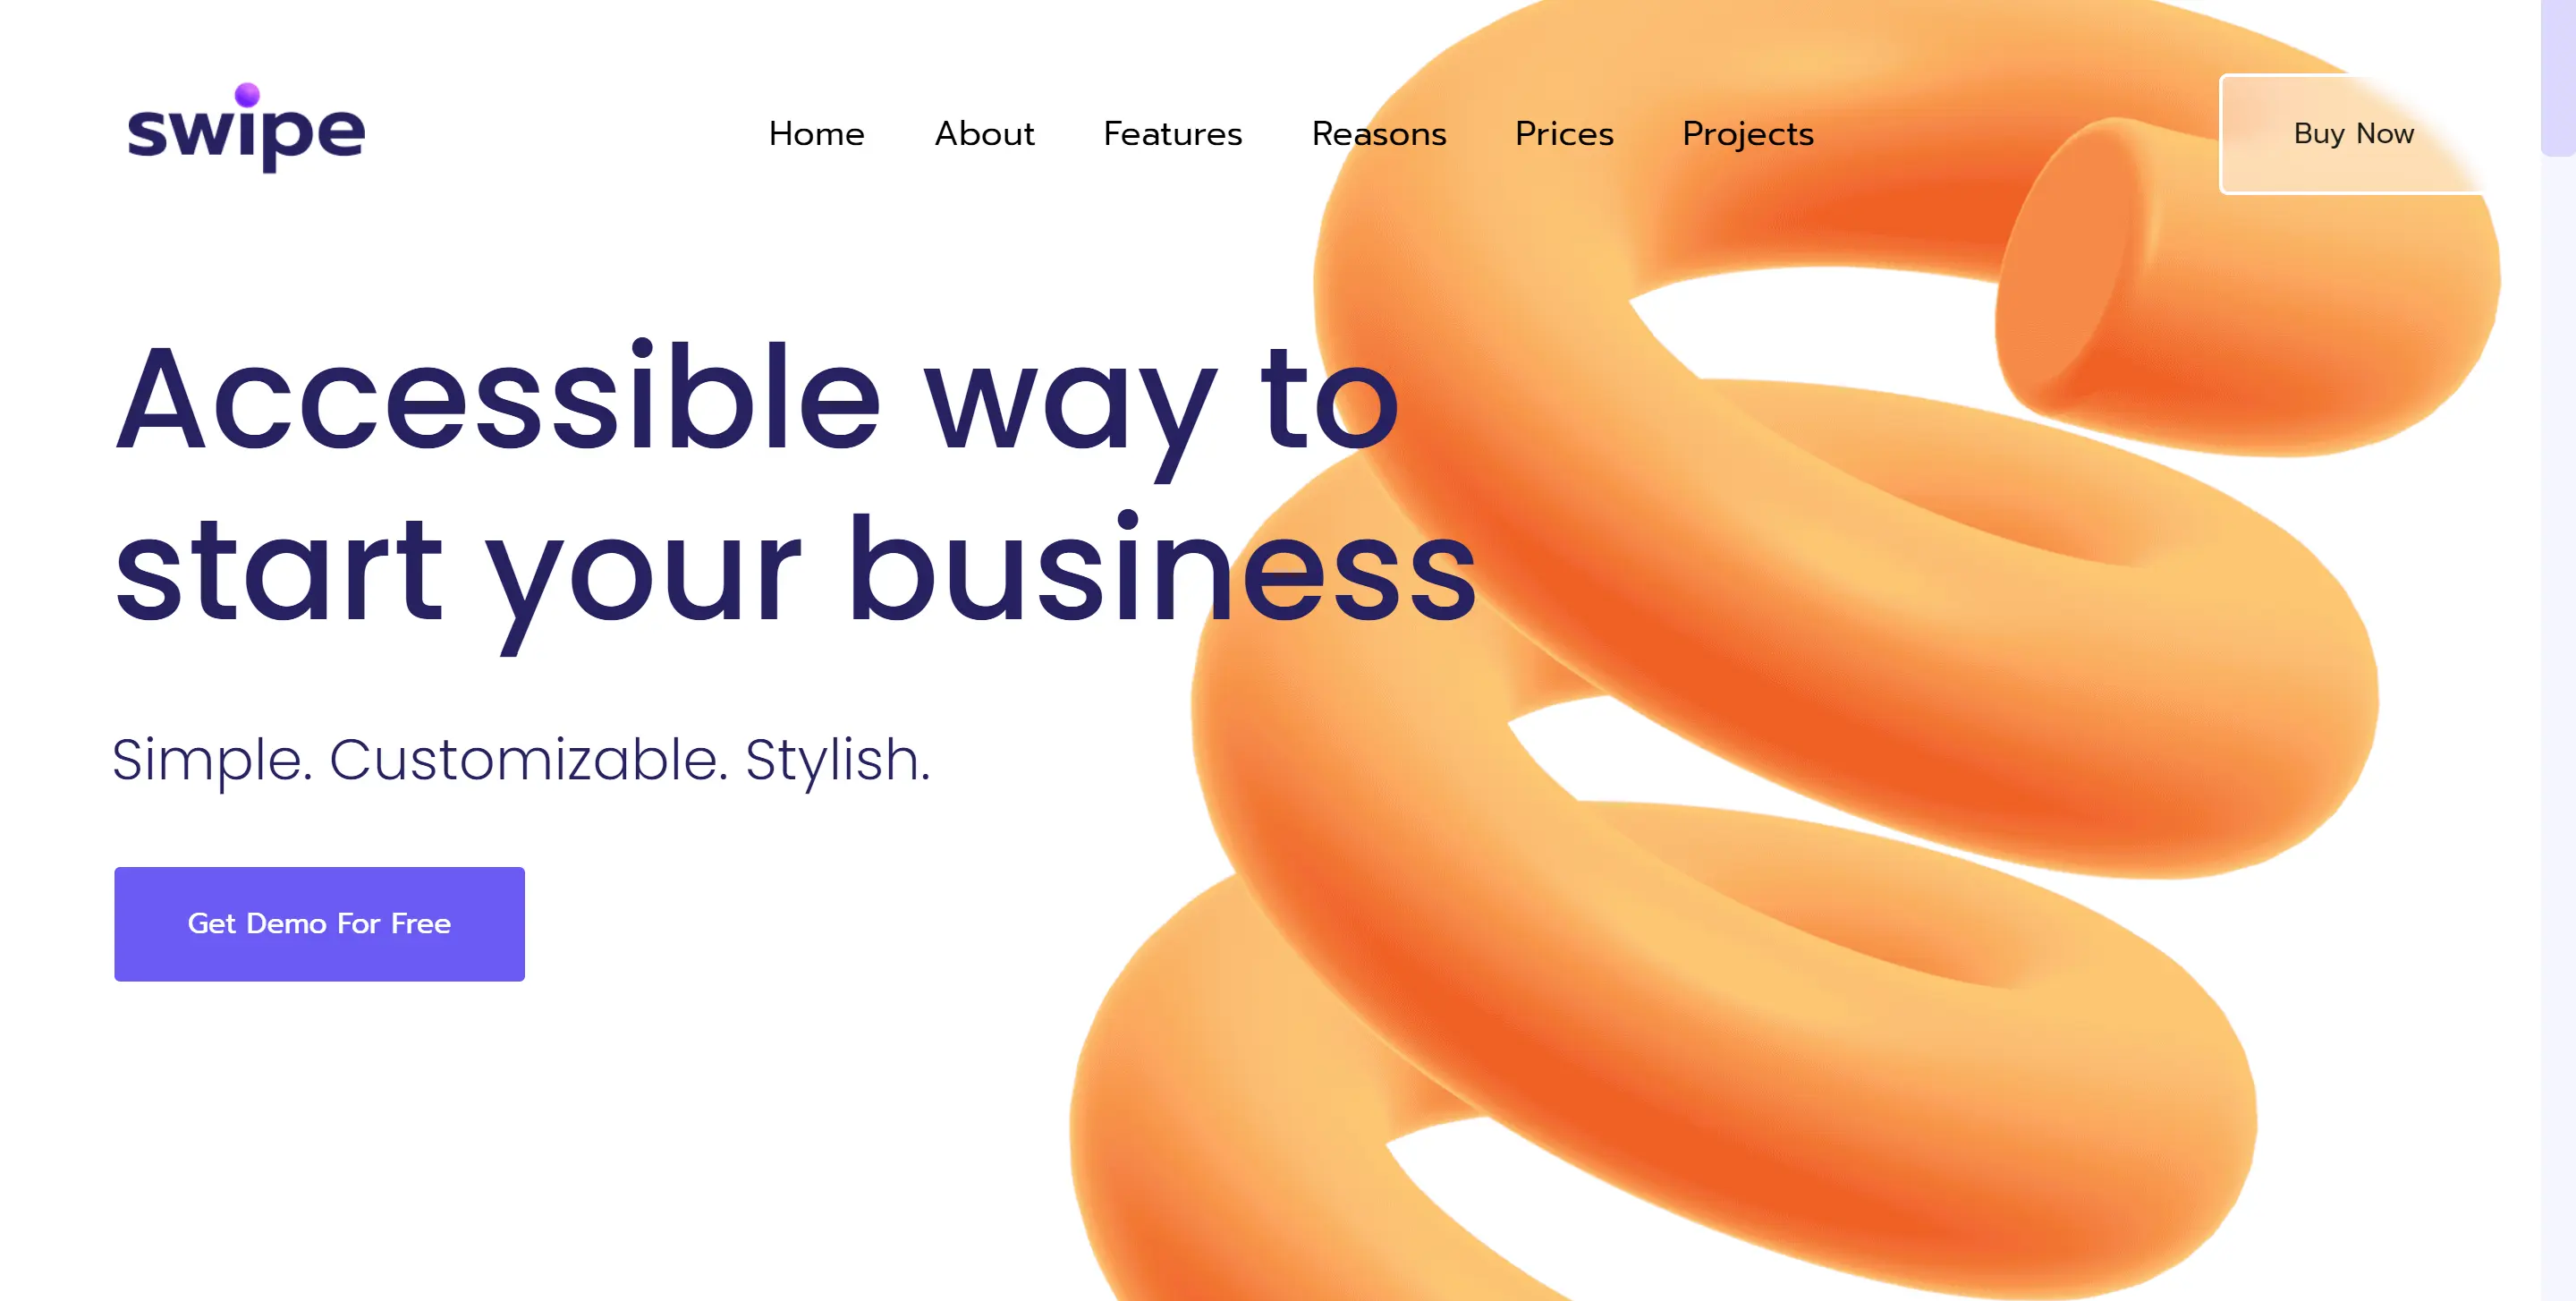 swipe
Home About Features Reasons Prices Projects
Buy Now
Accessible way to
start your business
Simple. Customizable. Stylish.
Get Demo For Free